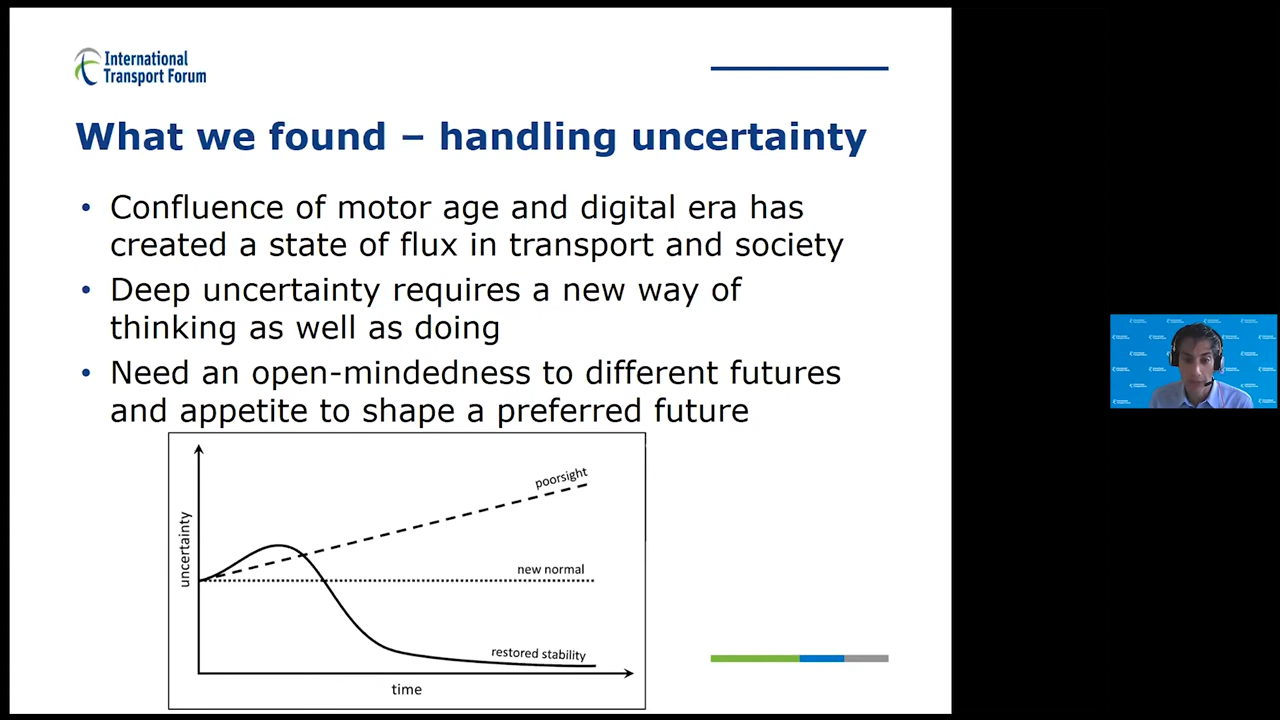 International
Transport Forum
What we found – handling uncertainty
• Confluence of motor age and digital era has
created a state of flux in transport and society
• Deep uncertainty requires a new way of
thinking as well as doing
• Need an open-mindedness to different futures
and appetite to shape a preferred future
poorsight
uncertainty
new normal
restored stability
time